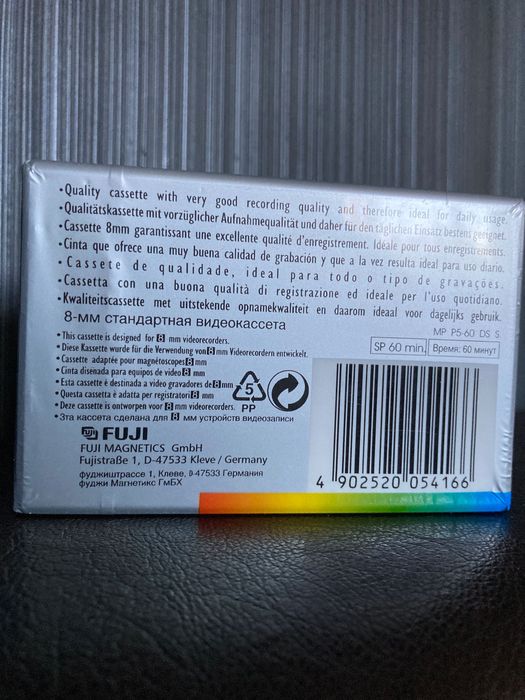 •Quality cassette with very good recording quality and therefore ideal for daily usage
•Qualitätskassette mit vorzüglicher Aufnahmequalität und daher für den täglichen Einsatz bestens geeignet.
•Cassette 8mm garantissant une excellente qualité d'enregistrement. Idéale pour tous enregistrements.
•Cinta que ofrece una muy buena calidad de grabación y que a la vez resulta ideal para uso diario.
•Cassete de qualidade, ideal para todo o tipo de gravações.
•Cassetta con una buona qualità di registrazione ed ideale per l'uso quotidiano.
•Kwaliteitscassette met uitstekende opnamekwaliteit en daarom ideaal voor dagelijks gebruik.
8-мм стандартная видеокассета
MP P5-60 DS S
SP 60 min. Время: 60 минут
•This cassette is designed for 8 mm videorecorders.
•Diese Kassette wurde für die Verwendung von 8 mm Videorecordern entwickelt.
•Cassette adaptée pour magnétoscopes 8 mm
•Cinta diseñada para equipos de video 8 mm
•Esta cassette é destinada a video gravadores de 8 mm
•Questa cassetta è adatta per registratori 8 mm
•Deze cassette is ontworpen voor 8 mm videorecorders.
•Эта кассета сделана для 8 мм устройств видеозаписи
5
PP
FUJI FUJI
FUJI MAGNETICS GmbH
Fujistraße 1, D-47533 Kleve / Germany
фуджиштрассе 1, Клеве, D-47533 Германия
фуджи Магнетикс ГмБХ
4 902520 054166